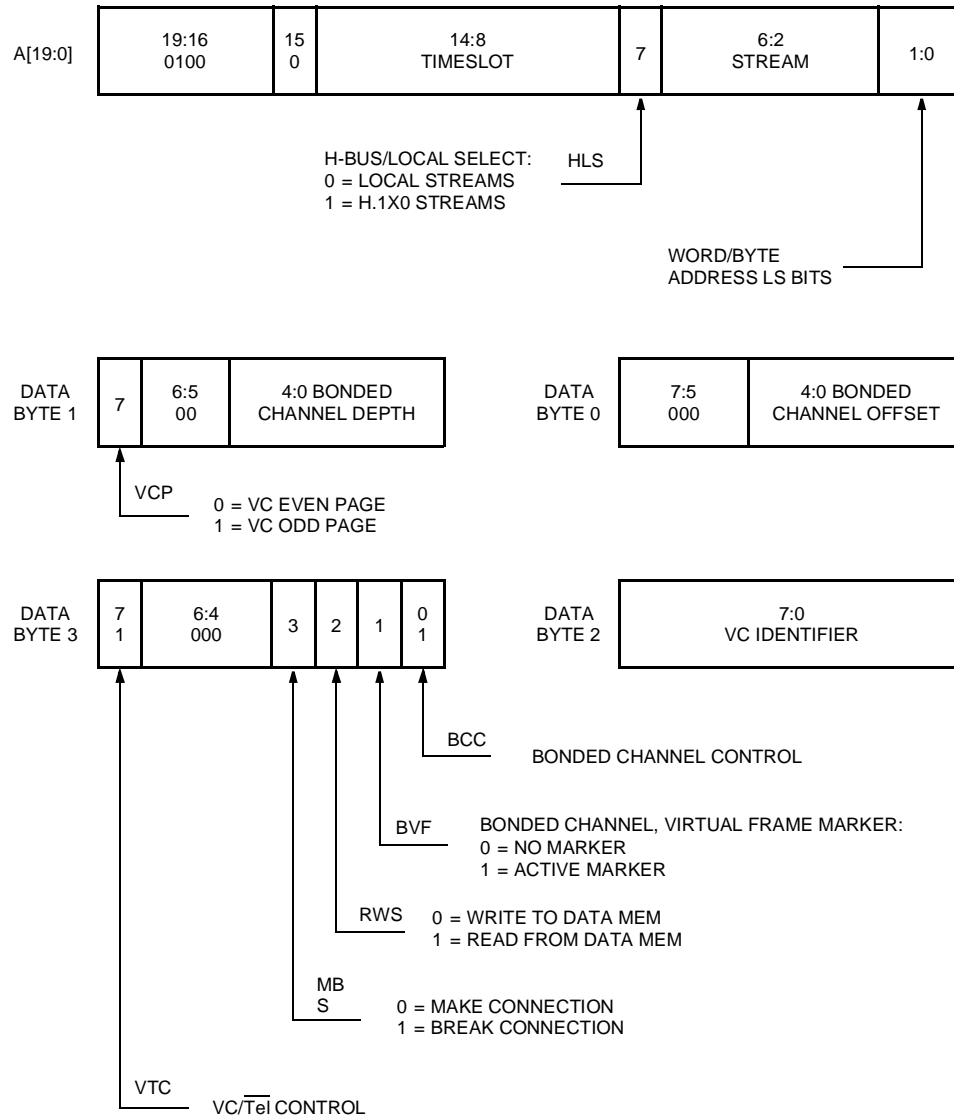 A[19:0]
19:16
0100
15
0
14:8
TIMESLOT
7
6:2
STREAM
1:0
H-BUS/LOCAL SELECT:
0 = LOCAL STREAMS
1 = H.1X0 STREAMS
HLS
WORD/BYTE
ADDRESS LS BITS
DATA
BYTE 1
7
6:5
00
4:0 BONDED
CHANNEL DEPTH
DATA
BYTE 0
7:5
000
4:0 BONDED
CHANNEL OFFSET
VCP
0 = VC EVEN PAGE
1 = VC ODD PAGE
DATA
BYTE 3
7
1
6:4
000
3
2
1
0
1
DATA
BYTE 2
7:0
VC IDENTIFIER
BCC
BONDED CHANNEL CONTROL
BVF
BONDED CHANNEL, VIRTUAL FRAME MARKER:
0 = NO MARKER
1 = ACTIVE MARKER
RWS
0 = WRITE TO DATA MEM
1 = READ FROM DATA MEM
MB
S
0 = MAKE CONNECTION
1 = BREAK CONNECTION
VTC
VC/Tel CONTROL